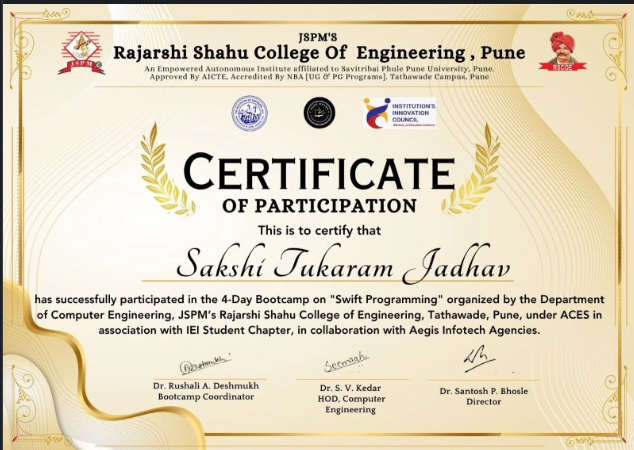 JSPM'S
Rajarshi Shahu College Of Engineering , Pune
An Empowered Autonomous Institute affiliated to Savitribai Phule Pune University, Pune.
Approved By AICTE, Accredited By NBA [UG & PG Programs], Tathawade Campus, Pune
JSPM
RSCOE
INSTITUTION'S
INNOVATION
COUNCIL
CERTIFICATE
OF PARTICIPATION
This is to certify that
Sakshi Tukaram Jadhav
has successfully participated in the 4-Day Bootcamp on "Swift Programming" organized by the Department
of Computer Engineering, JSPM's Rajarshi Shahu College of Engineering, Tathawade, Pune, under ACES in
association with IEI Student Chapter, in collaboration with Aegis Infotech Agencies.
Dr. Rushali A. Deshmukh
Bootcamp Coordinator
Dr. S. V. Kedar
HOD, Computer
Engineering
Dr. Santosh P. Bhosle
Director